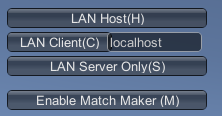 LAN Host(H)
LAN Client(C) localhost
LAN Server Only(S)
Enable Match Maker (M)